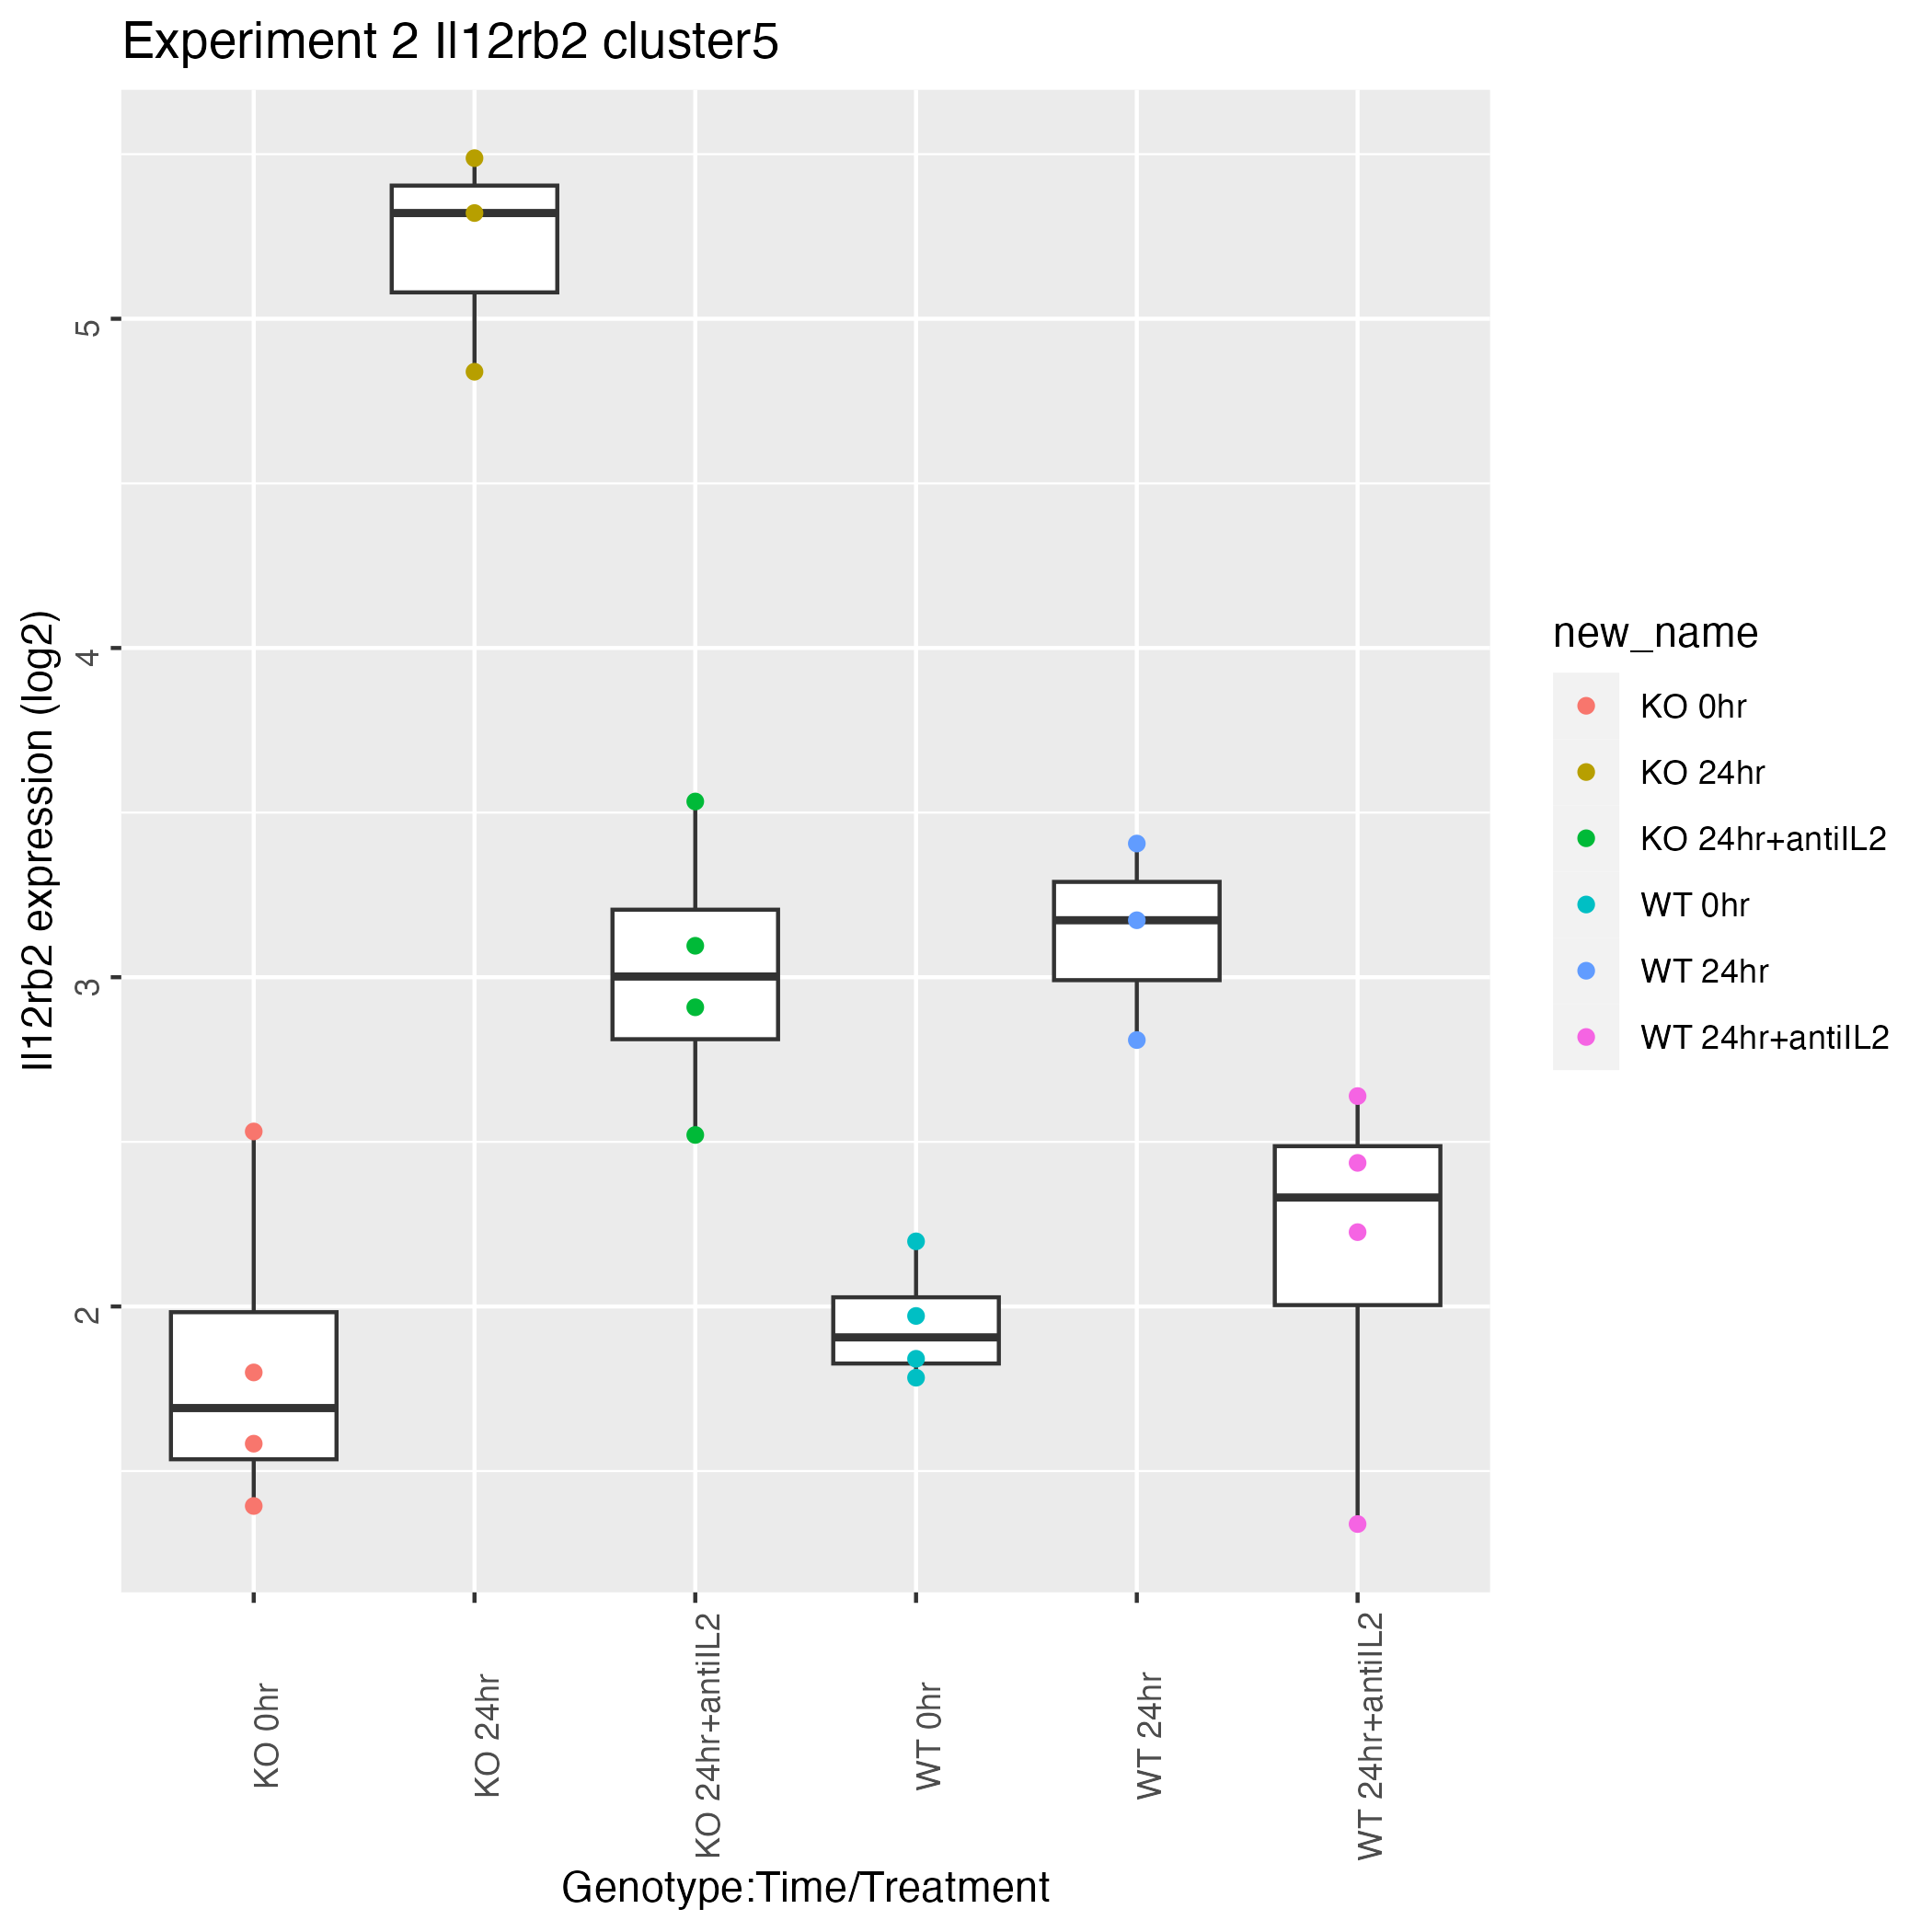 Experiment 2 Il12rb2 cluster5
Il12rb2 expression (log2)
5
4
3
2
KO 0hr
KO 24hr
KO 24hr+antiIL2
WT 0hr
WT 24hr
WT 24hr+antiIL2
Genotype:Time/Treatment
new_name
KO 0hr
KO 24hr
KO 24hr+antiIL2
WT 0hr
WT 24hr
WT 24hr+antiIL2